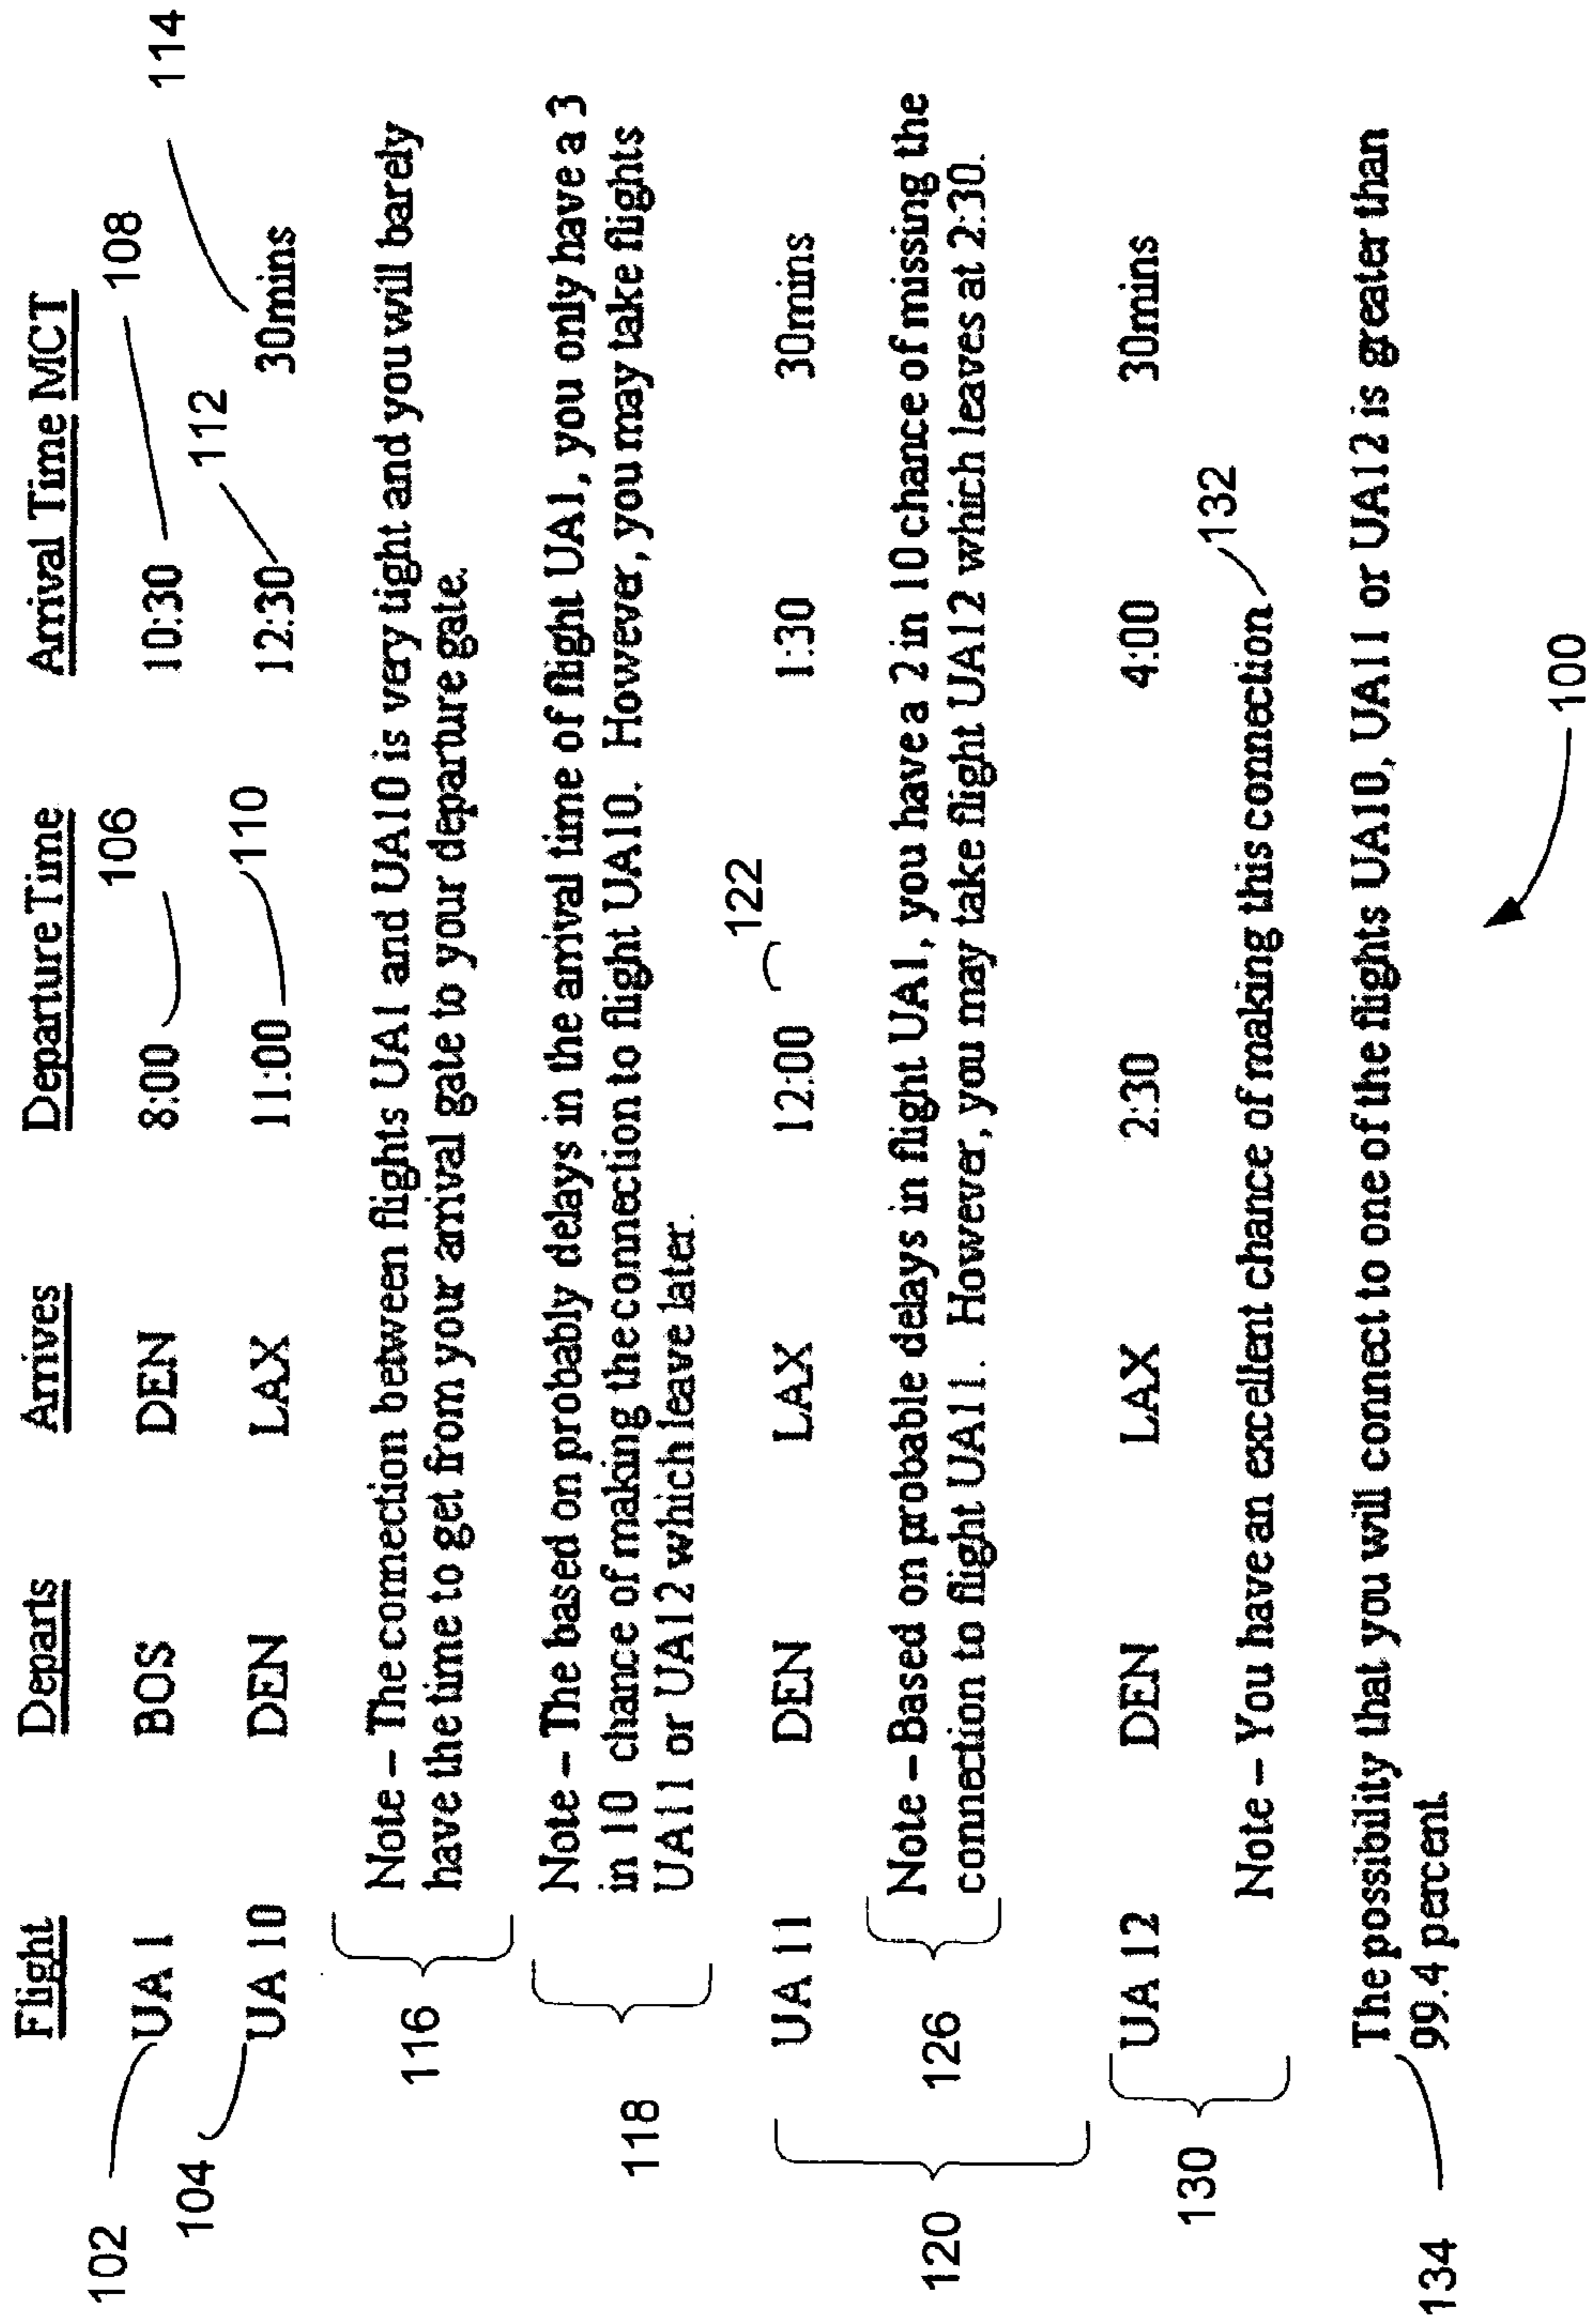 Flight Departs Arrives Departure Time Arrival Time MCT
102 UA 1 BOS DEN 8:00 106 10:30 108
104 UA 10 DEN LAX 11:00 110 12:30 112 30mins 114
116 Note – The connection between flights UA1 and UA10 is very tight and you will barely
have the time to get from your arrival gate to your departure gate.
118 Note – The based on probably delays in the arrival time of flight UA1, you only have a 3
in 10 chance of making the connection to flight UA10. However, you may take flights
UA11 or UA12 which leave later.
122
120 UA 11 DEN LAX 12:00 1:30 30mins
126 Note – Based on probable delays in flight UA1, you have a 2 in 10 chance of missing the
connection to flight UA11. However, you may take flight UA12 which leaves at 2:30.
130 UA 12 DEN LAX 2:30 4:00 30mins
Note – You have an excellent chance of making this connection 132
134 The possibility that you will connect to one of the flights UA10, UA11 or UA12 is greater than
99.4 percent.
100